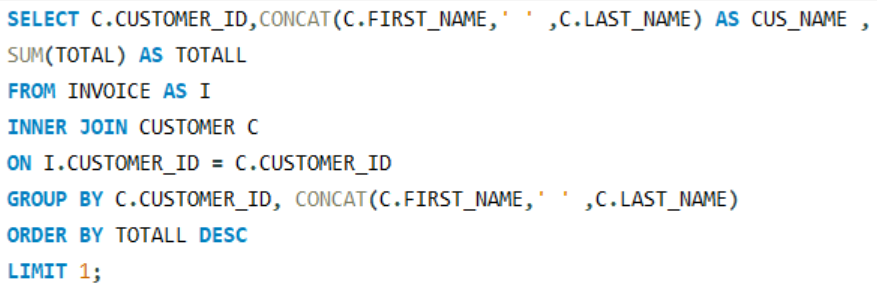 SELECT C.CUSTOMER_ID,CONCAT(C.FIRST_NAME,' ' ,C.LAST_NAME) AS CUS_NAME ,
SUM(TOTAL) AS TOTALL
FROM INVOICE AS I
INNER JOIN CUSTOMER C
ON I.CUSTOMER_ID = C.CUSTOMER_ID
GROUP BY C.CUSTOMER_ID, CONCAT(C.FIRST_NAME,' ' ,C.LAST_NAME)
ORDER BY TOTALL DESC
LIMIT 1;